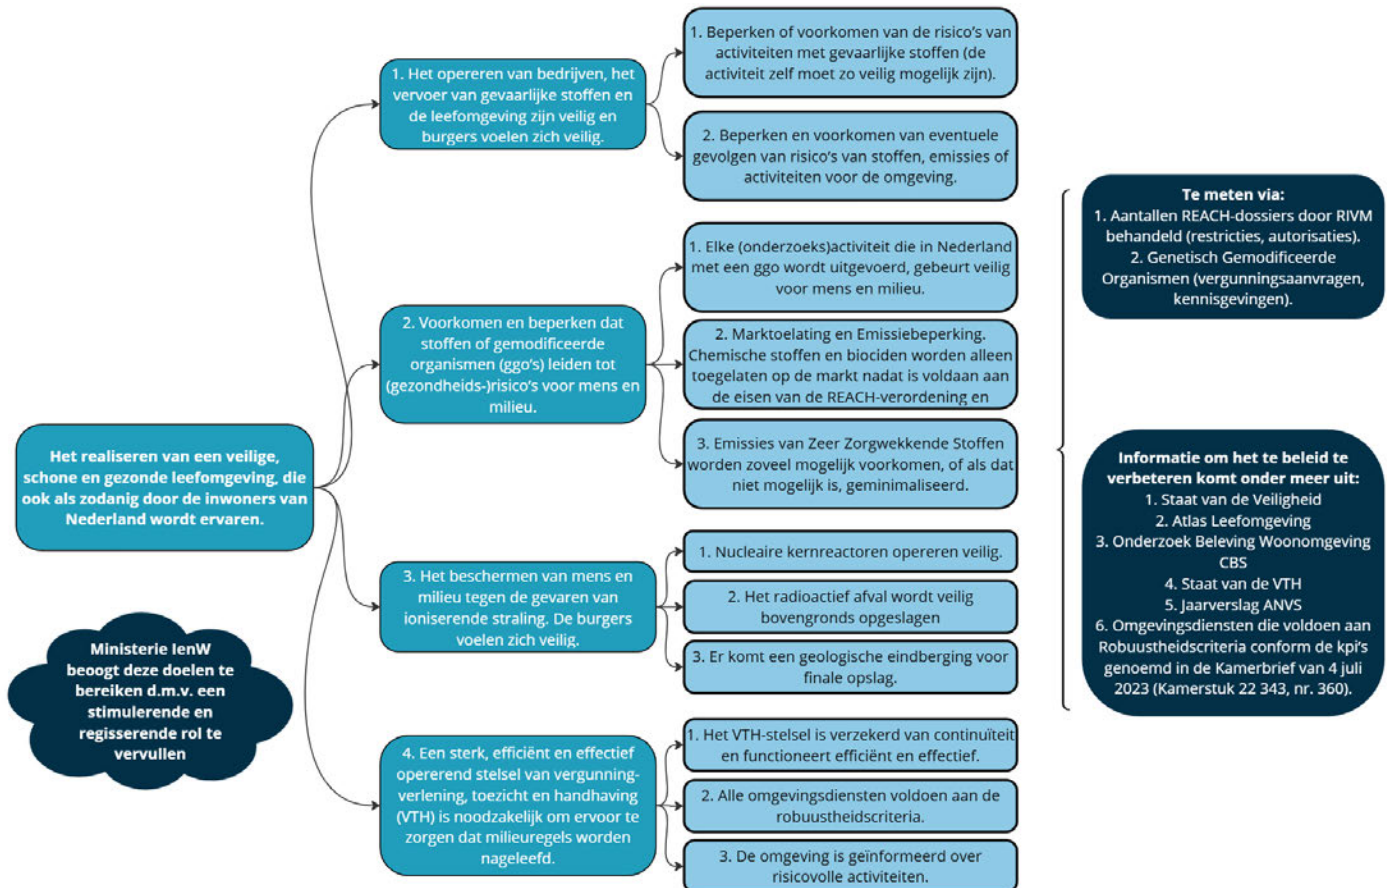 Het realiseren van een veilige,
schone en gezonde leefomgeving, die
ook als zodanig door de inwoners van
Nederland wordt ervaren.
Ministerie IenW
beoogt deze doelen te
bereiken d.m.v. een
stimulerende en
regisserende rol te
vervullen
1. Het opereren van bedrijven, het
vervoer van gevaarlijke stoffen en
de leefomgeving zijn veilig en
burgers voelen zich veilig.
1. Beperken of voorkomen van de risico's van
activiteiten met gevaarlijke stoffen (de
activiteit zelf moet zo veilig mogelijk zijn).
2. Beperken en voorkomen van eventuele
gevolgen van risico's van stoffen, emissies of
activiteiten voor de omgeving.
2. Voorkomen en beperken dat
stoffen of gemodificeerde
organismen (ggo's) leiden tot
(gezondheids-)risico's voor mens en
milieu.
1. Elke (onderzoeks)activiteit die in Nederland
met een ggo wordt uitgevoerd, gebeurt veilig
voor mens en milieu.
2. Marktoelating en Emissiebeperking.
Chemische stoffen en biociden worden alleen
toegelaten op de markt nadat is voldaan aan
de eisen van de REACH-verordening en
3. Emissies van Zeer Zorgwekkende Stoffen
worden zoveel mogelijk voorkomen, of als dat
niet mogelijk is, geminimaliseerd.
3. Het beschermen van mens en
milieu tegen de gevaren van
ioniserende straling. De burgers
voelen zich veilig.
1. Nucleaire kernreactoren opereren veilig.
2. Het radioactief afval wordt veilig
bovengronds opgeslagen
3. Er komt een geologische eindberging voor
finale opslag.
4. Een sterk, efficiënt en effectief
opererend stelsel van vergunning-
verlening, toezicht en handhaving
(VTH) is noodzakelijk om ervoor te
zorgen dat milieuregels worden
nageleefd.
1. Het VTH-stelsel is verzekerd van continuïteit
en functioneert efficiënt en effectief.
2. Alle omgevingsdiensten voldoen aan de
robuustheidscriteria.
3. De omgeving is geïnformeerd over
risicovolle activiteiten.
Te meten via:
1. Aantallen REACH-dossiers door RIVM
behandeld (restricties, autorisaties).
2. Genetisch Gemodificeerde
Organismen (vergunningsaanvragen,
kennisgevingen).
Informatie om het te beleid te
verbeteren komt onder meer uit:
1. Staat van de Veiligheid
2. Atlas Leefomgeving
3. Onderzoek Beleving Woonomgeving
CBS
4. Staat van de VTH
5. Jaarverslag ANVS
6. Omgevingsdiensten die voldoen aan
Robuustheidscriteria conform de kpi's
genoemd in de Kamerbrief van 4 juli
2023 (Kamerstuk 22 343, nr. 360).